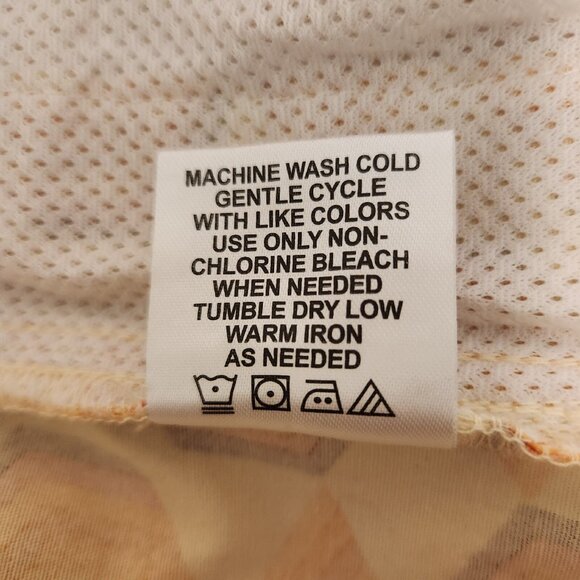 MACHINE WASH COLD
GENTLE CYCLE
WITH LIKE COLORS
USE ONLY NON-
CHLORINE BLEACH
WHEN NEEDED
TUMBLE DRY LOW
WARM IRON
AS NEEDED